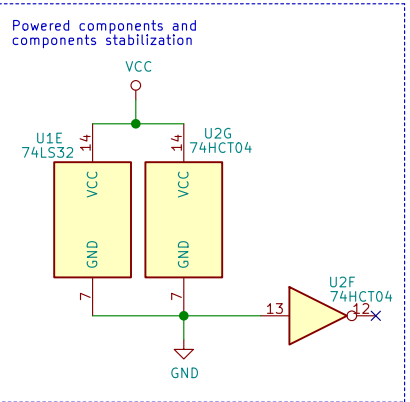 Powered components and
components stabilization
VCC
U1E
74LS32
14
VCC
GND
7
U2G
74HCT04
14
VCC
GND
7
U2F
74HCT04
13
12
GND